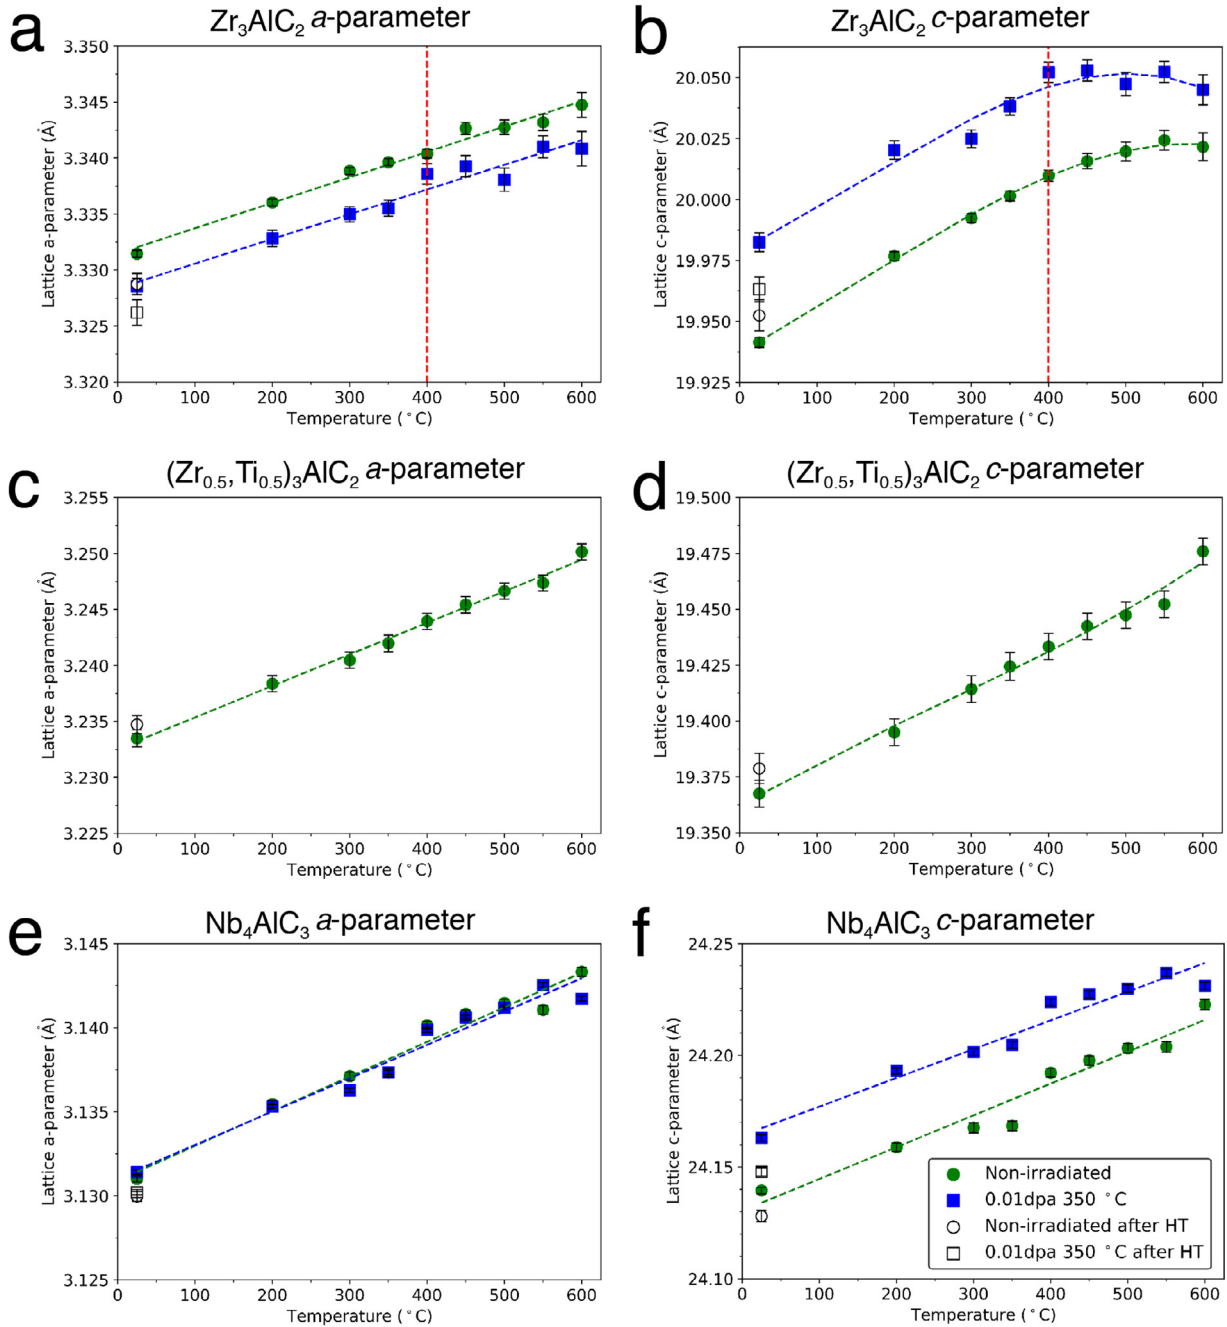 a
Zr₃AlC₂ a-parameter
3.350
3.345
3.340
3.335
3.330
3.325
3.320
Lattice a-parameter (Å)
0 100 200 300 400 500 600
Temperature (°C)
b
Zr₃AlC₂ c-parameter
20.050
20.025
20.000
19.975
19.950
19.925
Lattice c-parameter (Å)
0 100 200 300 400 500 600
Temperature (°C)
c
(Zr₀.₅,Ti₀.₅)₃AlC₂ a-parameter
3.255
3.250
3.245
3.240
3.235
3.230
3.225
Lattice a-parameter (Å)
0 100 200 300 400 500 600
Temperature (°C)
d
(Zr₀.₅,Ti₀.₅)₃AlC₂ c-parameter
19.500
19.475
19.450
19.425
19.400
19.375
19.350
Lattice c-parameter (Å)
0 100 200 300 400 500 600
Temperature (°C)
e
Nb₄AlC₃ a-parameter
3.145
3.140
3.135
3.130
3.125
Lattice a-parameter (Å)
0 100 200 300 400 500 600
Temperature (°C)
f
Nb₄AlC₃ c-parameter
24.25
24.20
24.15
24.10
Lattice c-parameter (Å)
0 100 200 300 400 500 600
Temperature (°C)
Non-irradiated
0.01dpa 350 °C
Non-irradiated after HT
0.01dpa 350 °C after HT